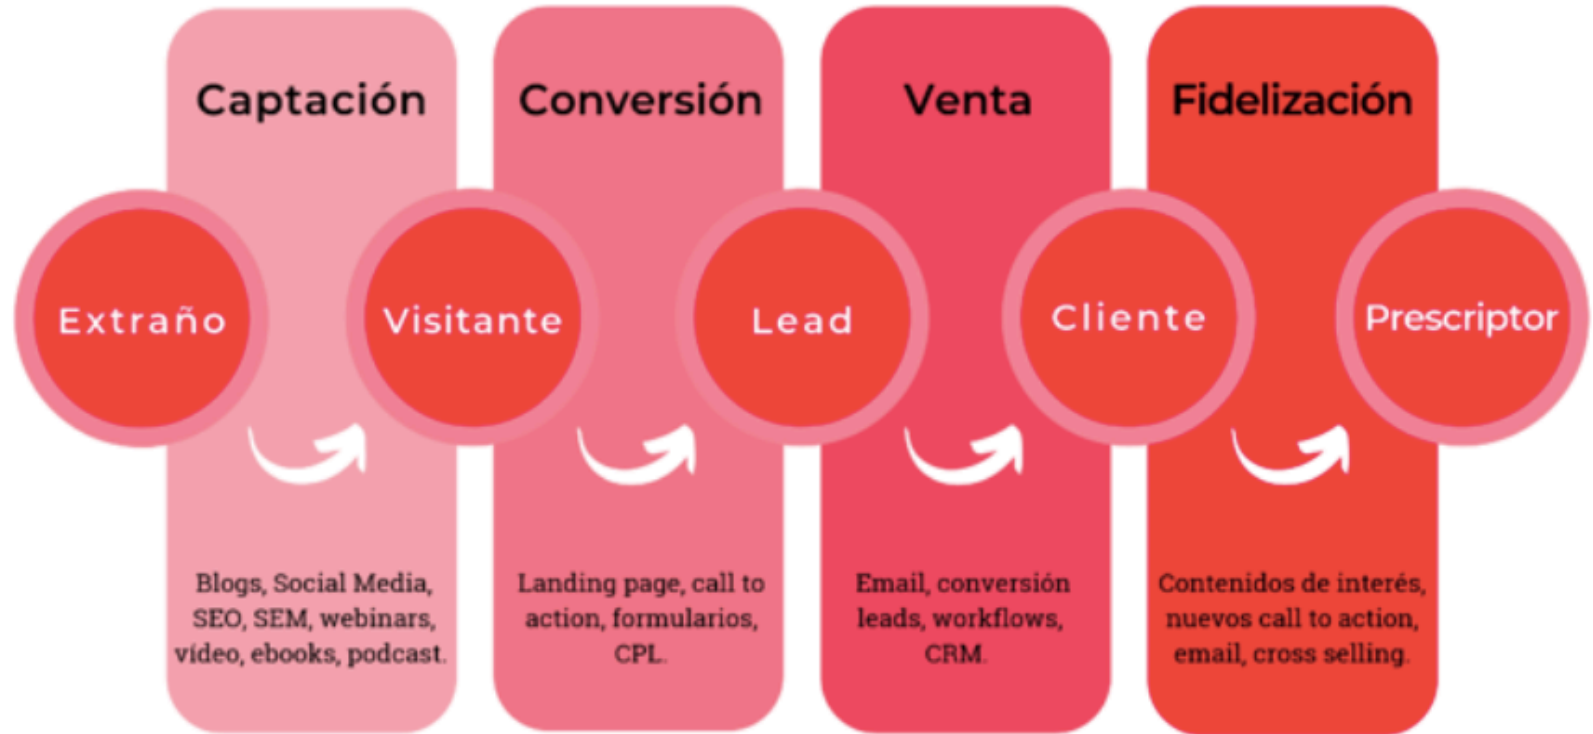 Captación
Conversión
Venta
Fidelización
Extraño
Visitante
Lead
Cliente
Prescriptor
Blogs, Social Media,
SEO, SEM, webinars,
vídeo, ebooks, podcast.
Landing page, call to
action, formularios,
CPL.
Email, conversión
leads, workflows,
CRM.
Contenidos de interés,
nuevos call to action,
email, cross selling.